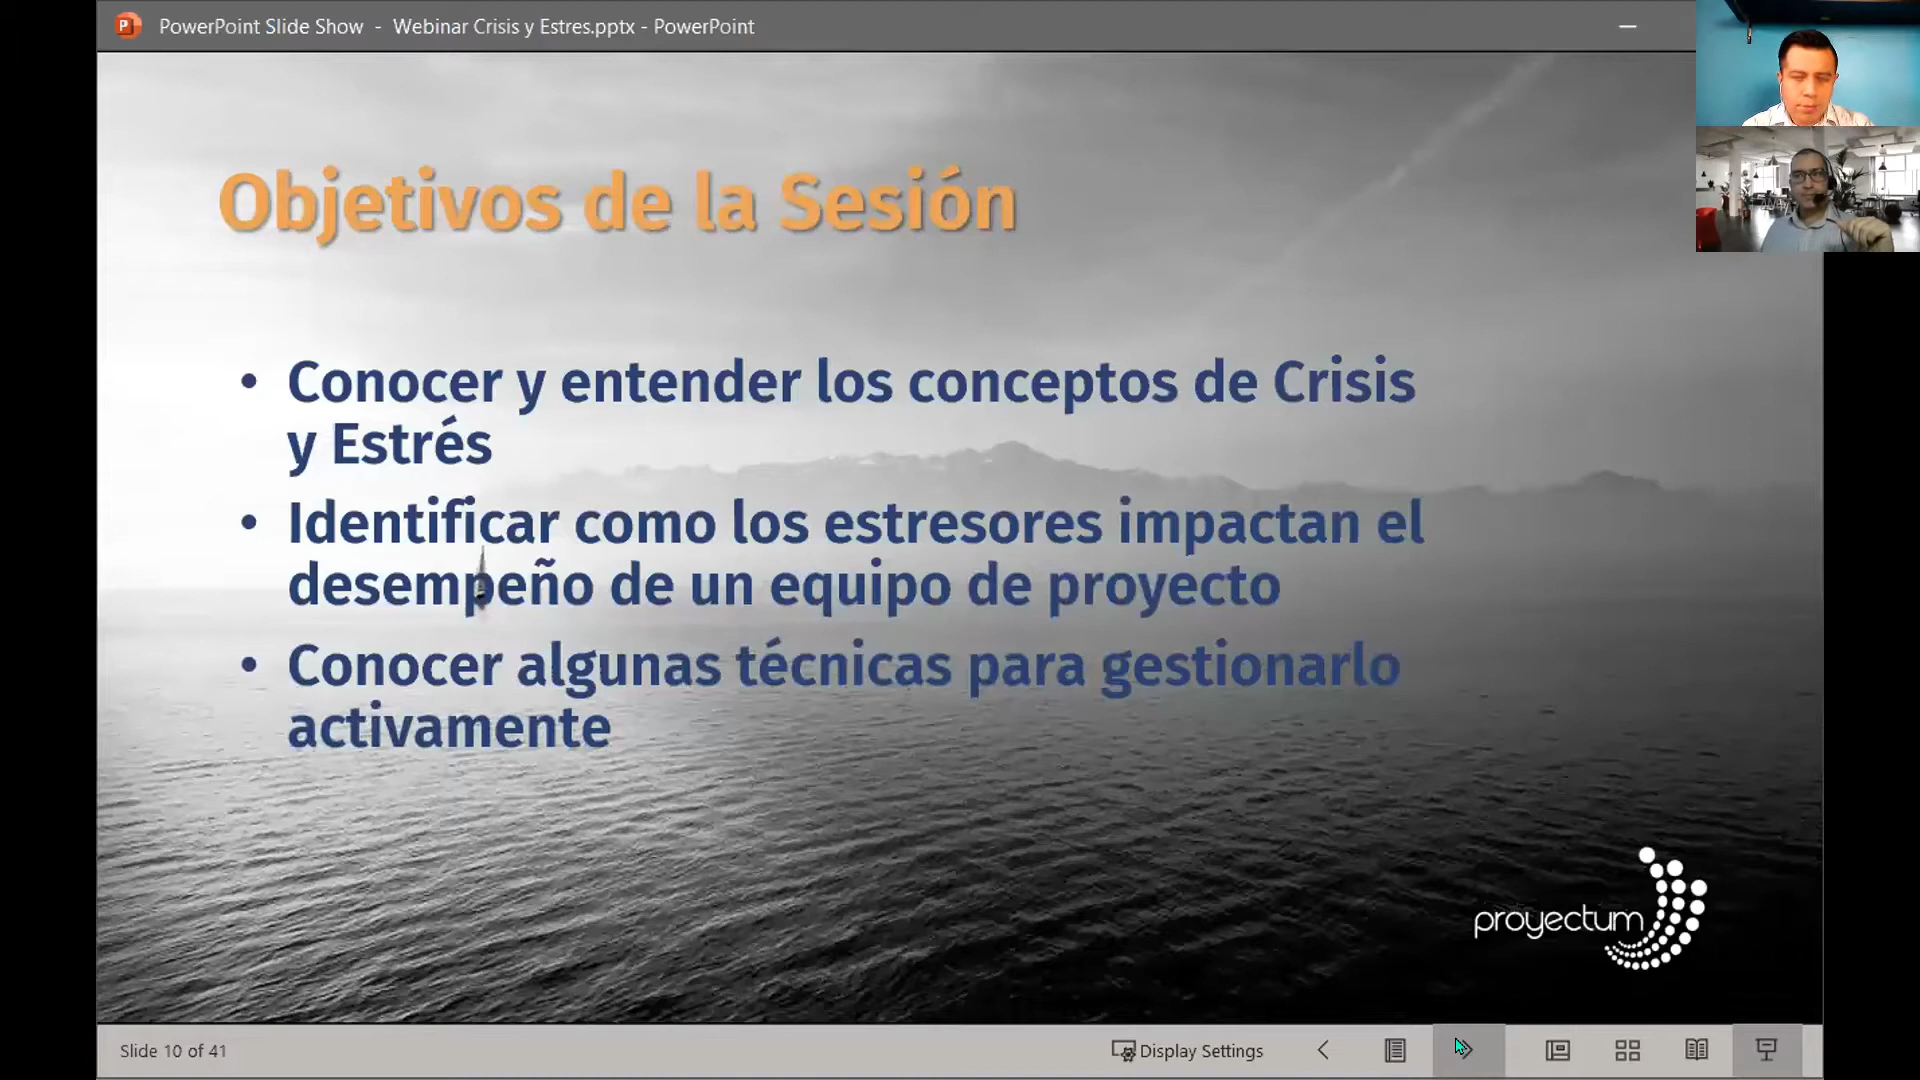 PowerPoint Slide Show - Webinar Crisis y Estres.pptx - PowerPoint
Objetivos de la Sesión
• Conocer y entender los conceptos de Crisis
y Estrés
• Identificar como los estresores impactan el
desempeño de un equipo de proyecto
• Conocer algunas técnicas para gestionarlo
activamente
proyectum
Slide 10 of 41
Display Settings